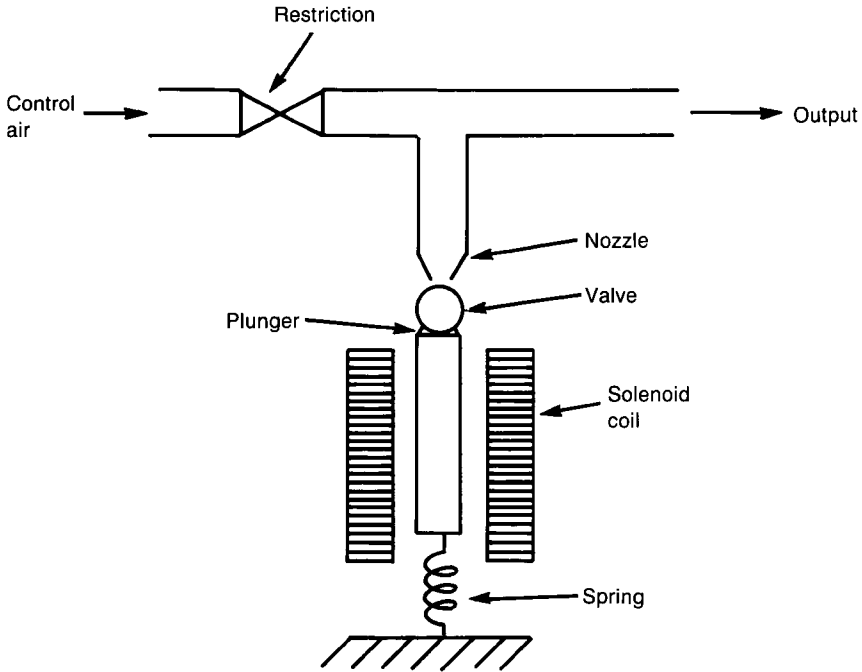 Restriction
Control
air
Output
Nozzle
Valve
Plunger
Solenoid
coil
Spring